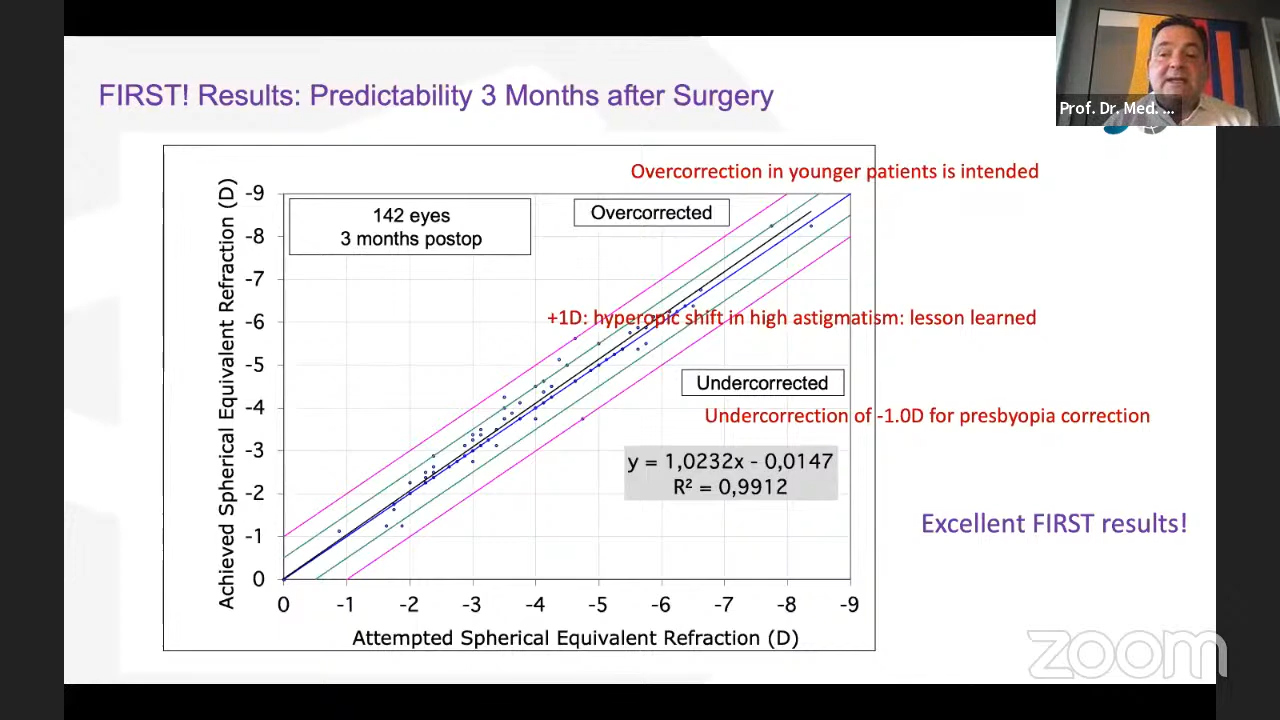 FIRST! Results: Predictability 3 Months after Surgery
Prof. Dr. Med. ...
Overcorrection in younger patients is intended
Achieved Spherical Equivalent Refraction (D)
-9
-8
-7
-6
-5
-4
-3
-2
-1
0
142 eyes
3 months postop
Overcorrected
+1D: hyperopic shift in high astigmatism: lesson learned
Undercorrected
Undercorrection of -1.0D for presbyopia correction
y = 1,0232x - 0,0147
R² = 0,9912
Excellent FIRST results!
0 -1 -2 -3 -4 -5 -6 -7 -8 -9
Attempted Spherical Equivalent Refraction (D)
zoom